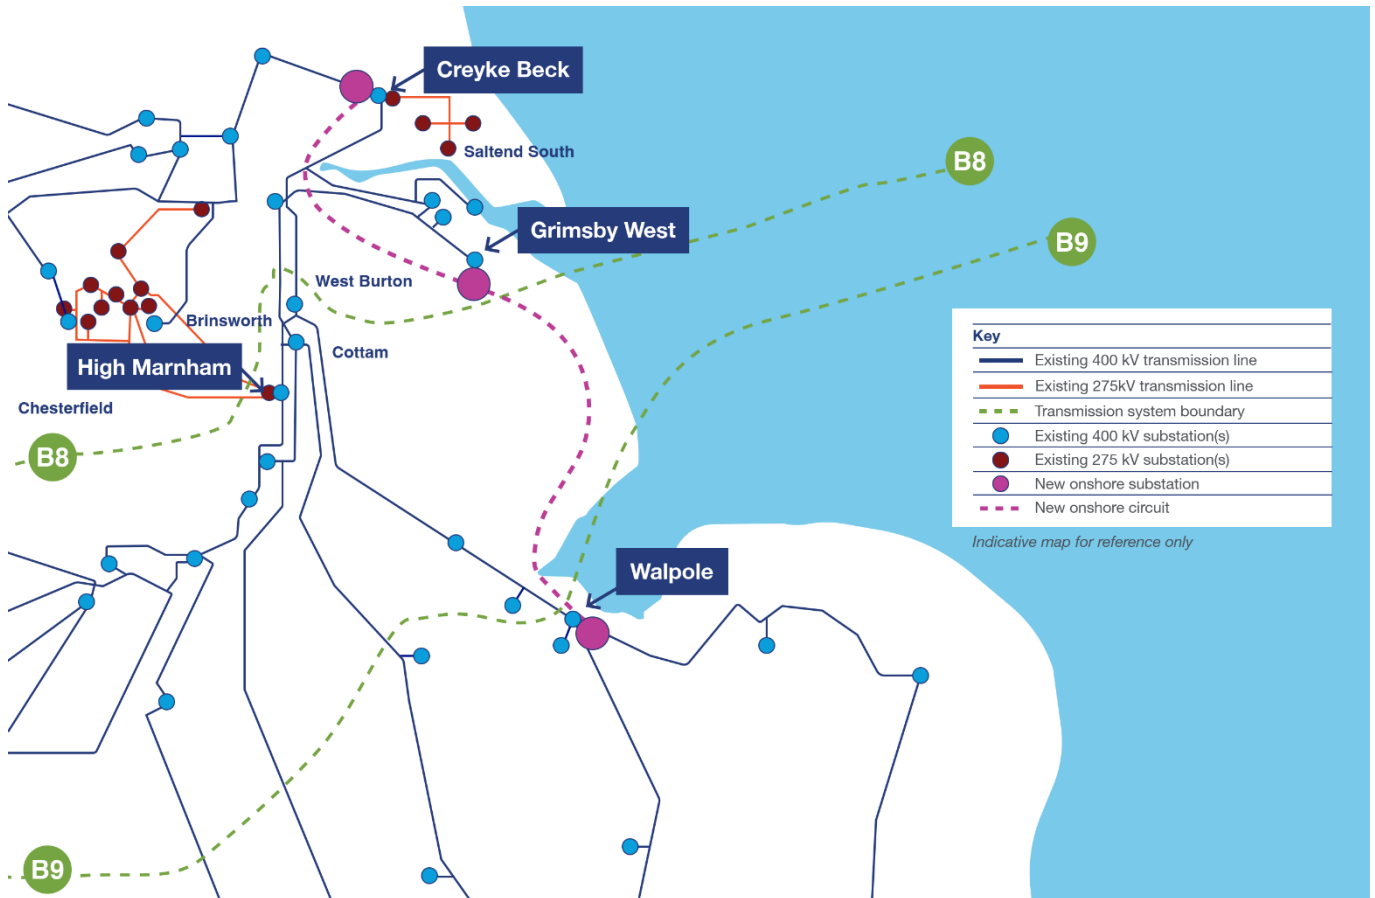 Creyke Beck
B8
Saltend South
Grimsby West
B9
West Burton
Brinsworth
Cottam
High Marnham
Chesterfield
B8
Key
Existing 400 kV transmission line
Existing 275kV transmission line
Transmission system boundary
Existing 400 kV substation(s)
Existing 275 kV substation(s)
New onshore substation
New onshore circuit
Indicative map for reference only
Walpole
B9